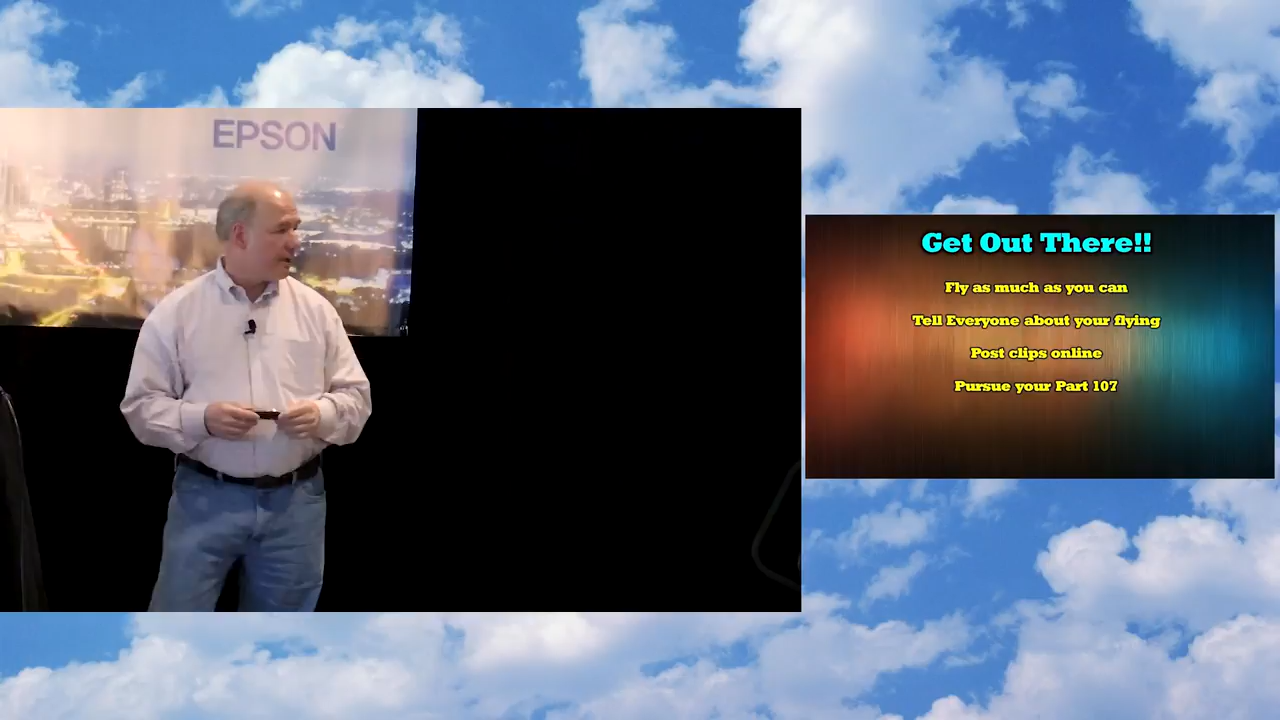 EPSON
Get Out There!!
Fly as much as you can
Tell Everyone about your flying
Post clips online
Pursue your Part 107